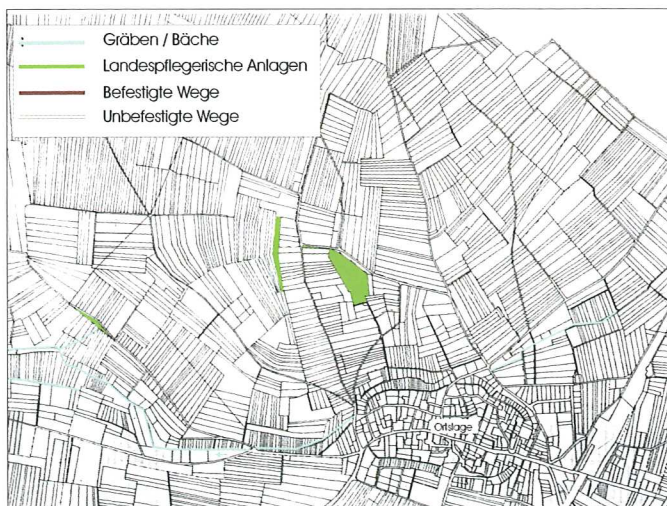 Gräben / Bäche
Landespflegerische Anlagen
Befestigte Wege
Unbefestigte Wege
Ortslage